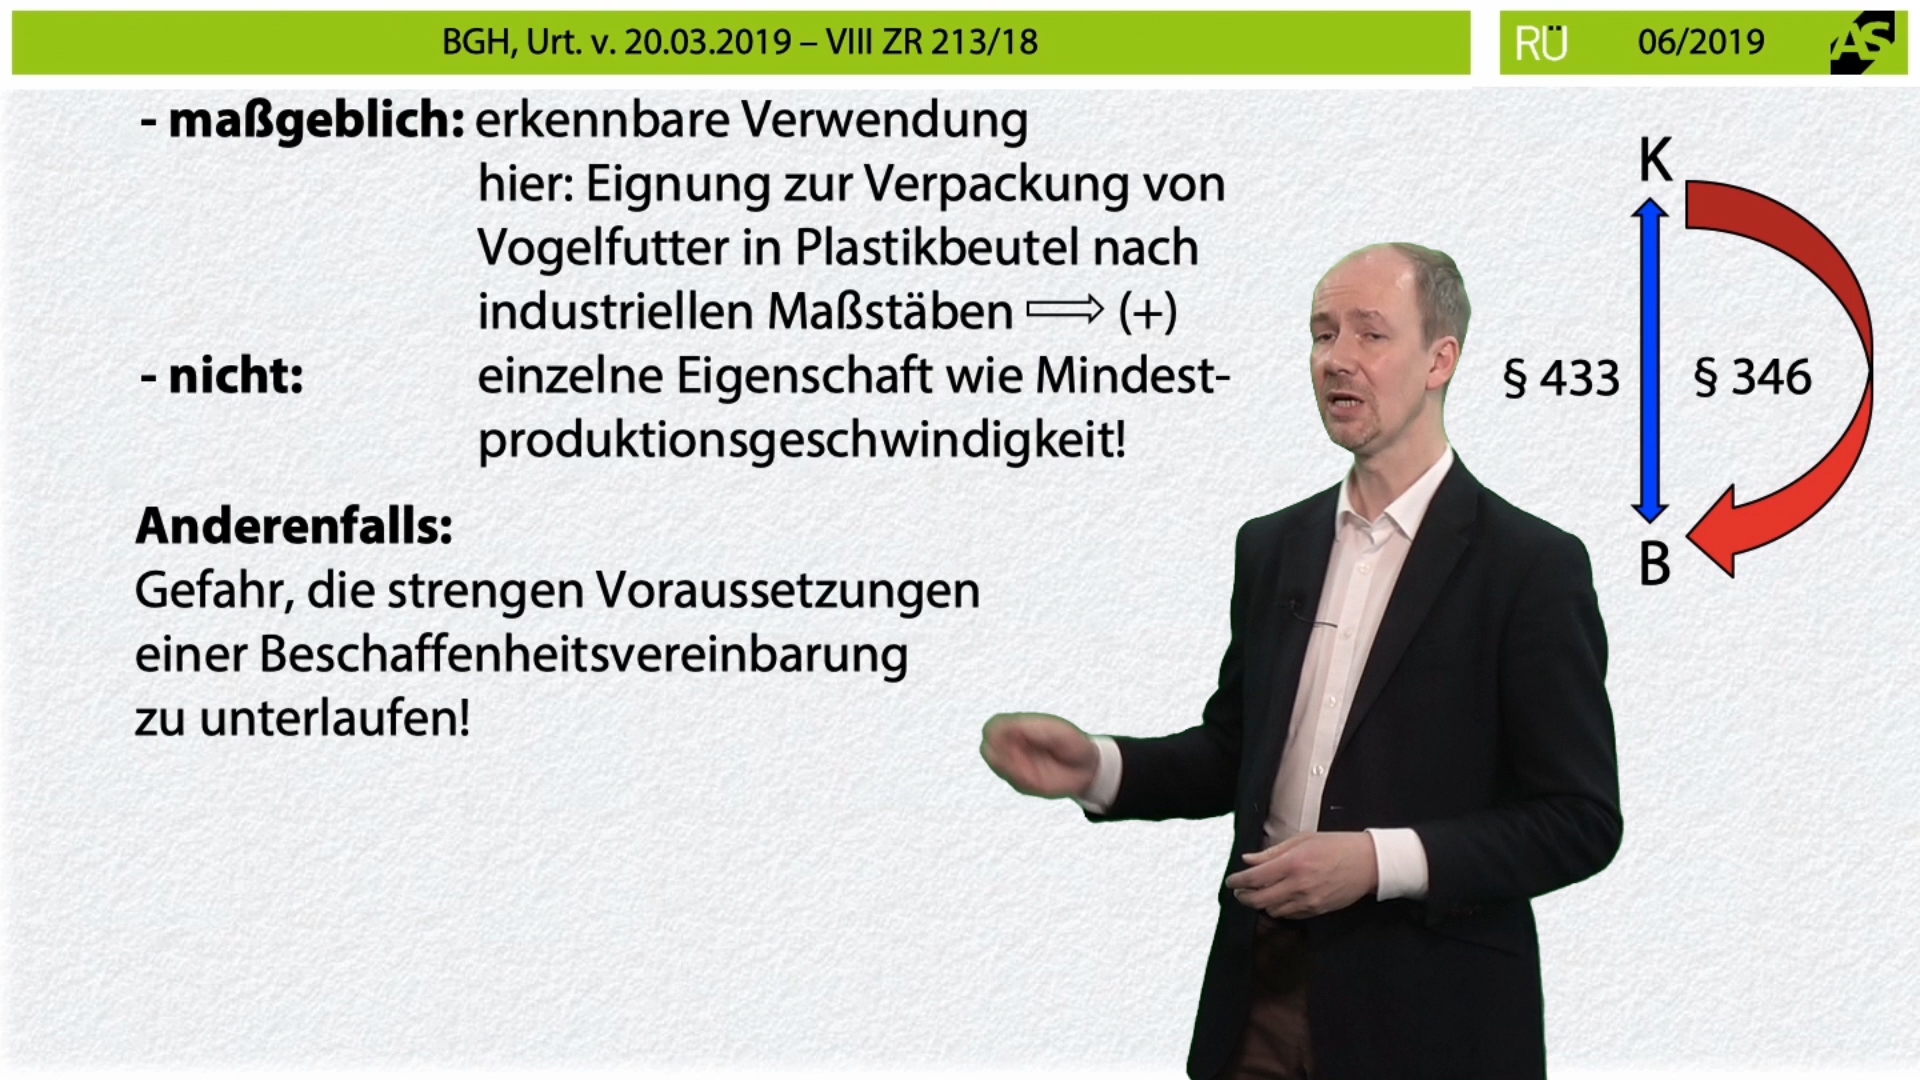 BGH, Urt. v. 20.03.2019 – VIII ZR 213/18
RÜ 06/2019 AS
- maßgeblich: erkennbare Verwendung
hier: Eignung zur Verpackung von
Vogelfutter in Plastikbeutel nach
industriellen Maßstäben ⇒ (+)
- nicht: einzelne Eigenschaft wie Mindest-
produktionsgeschwindigkeit!
Anderenfalls:
Gefahr, die strengen Voraussetzungen
einer Beschaffenheitsvereinbarung
zu unterlaufen!
K
§ 433 § 346
B